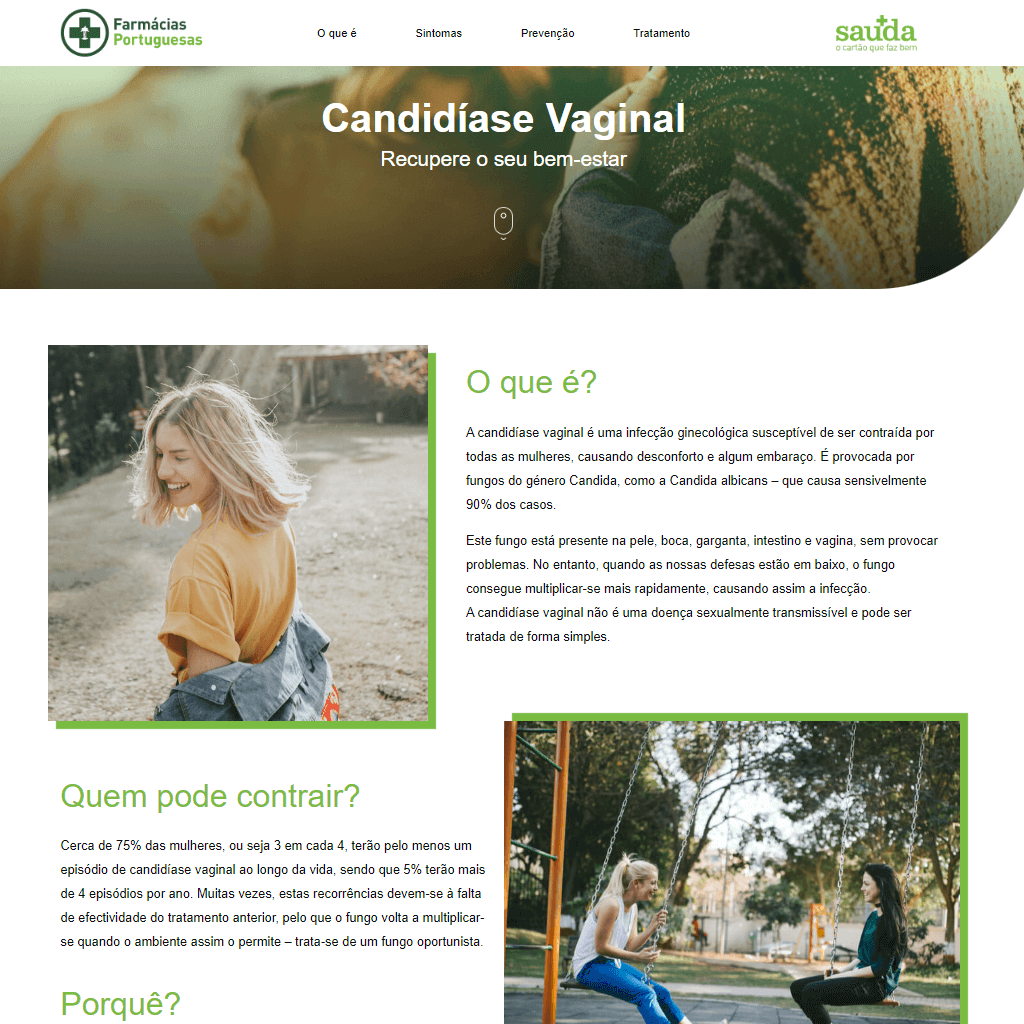 Farmácias
Portuguesas
O que é
Sintomas
Prevenção
Tratamento
saúda
o cartão que faz bem
Candidíase Vaginal
Recupere o seu bem-estar
O que é?
A candidíase vaginal é uma infecção ginecológica susceptível de ser contraída por
todas as mulheres, causando desconforto e algum embaraço. É provocada por
fungos do género Candida, como a Candida albicans – que causa sensivelmente
90% dos casos.
Este fungo está presente na pele, boca, garganta, intestino e vagina, sem provocar
problemas. No entanto, quando as nossas defesas estão em baixo, o fungo
consegue multiplicar-se mais rapidamente, causando assim a infecção.
A candidíase vaginal não é uma doença sexualmente transmissível e pode ser
tratada de forma simples.
Quem pode contrair?
Cerca de 75% das mulheres, ou seja 3 em cada 4, terão pelo menos um
episódio de candidíase vaginal ao longo da vida, sendo que 5% terão mais
de 4 episódios por ano. Muitas vezes, estas recorrências devem-se à falta
de efectividade do tratamento anterior, pelo que o fungo volta a multiplicar-
se quando o ambiente assim o permite – trata-se de um fungo oportunista.
Porquê?